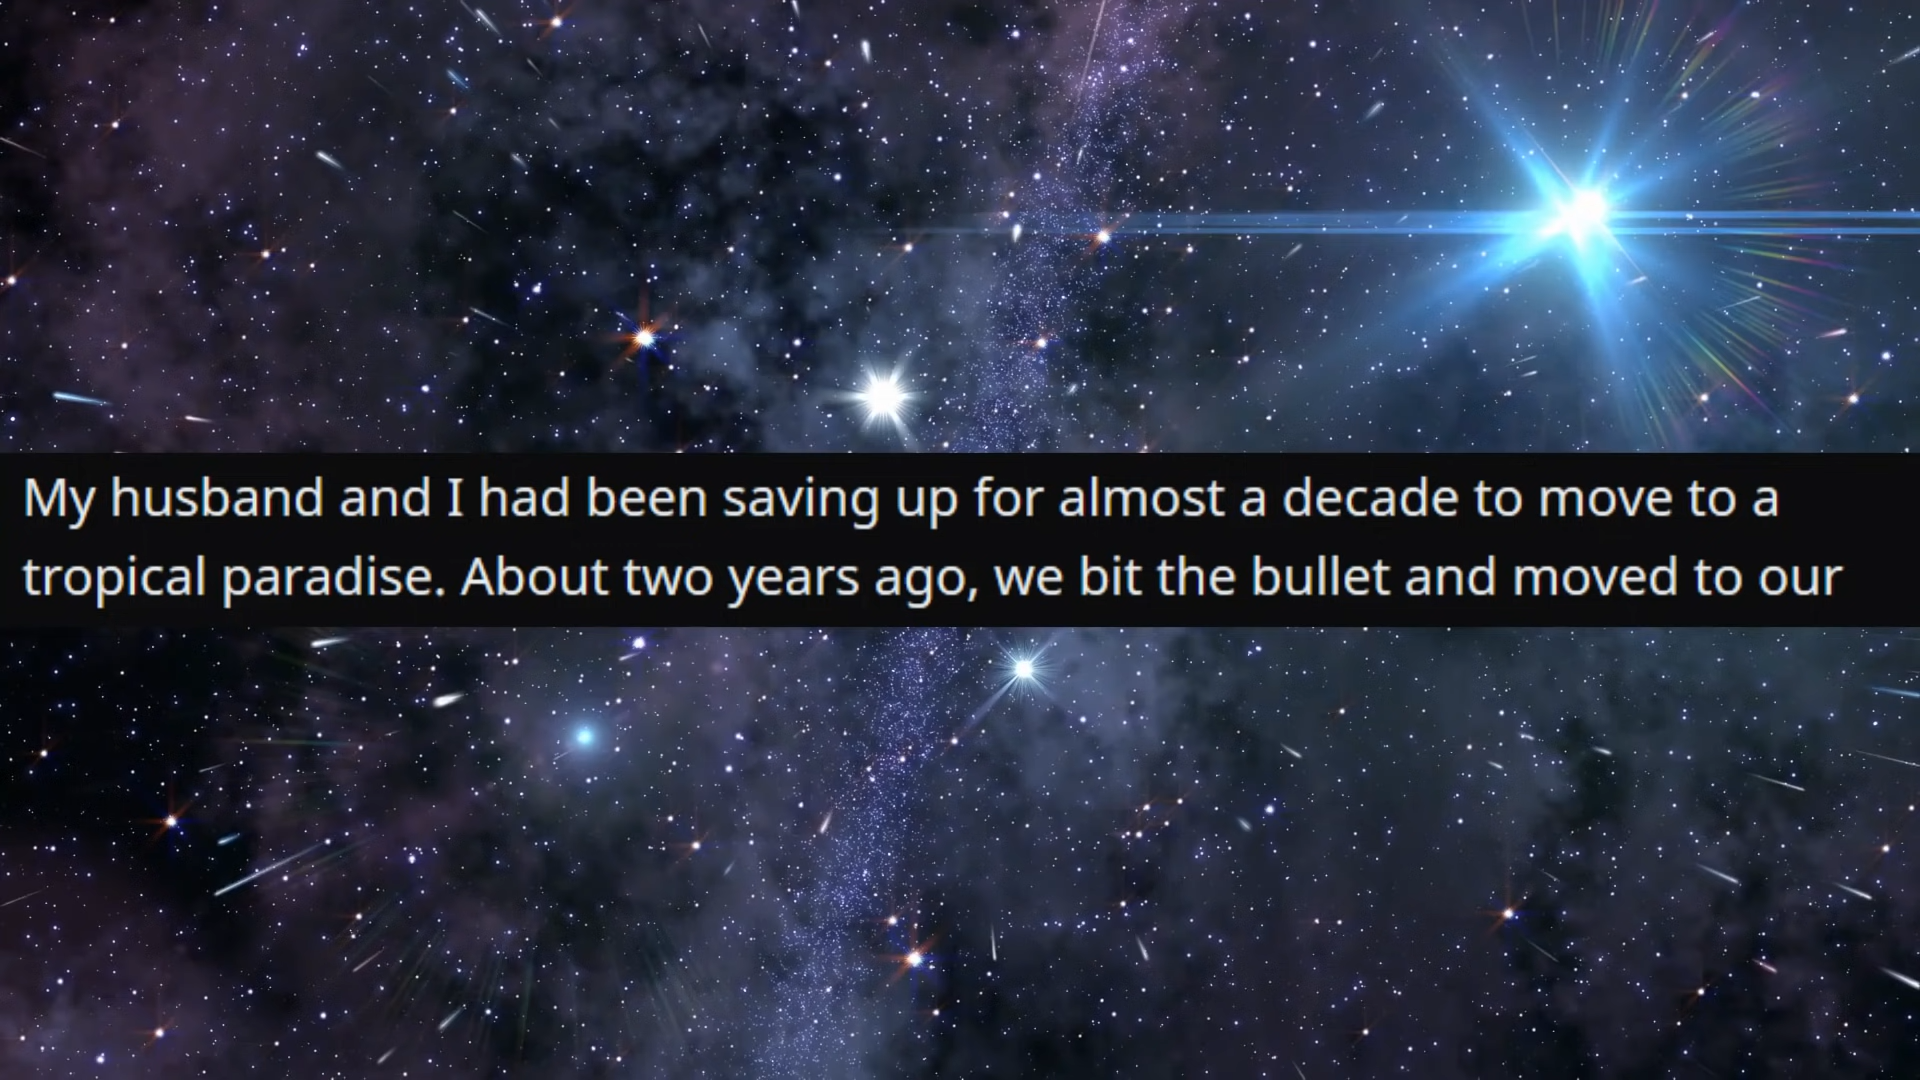 My husband and I had been saving up for almost a decade to move to a
tropical paradise. About two years ago, we bit the bullet and moved to our